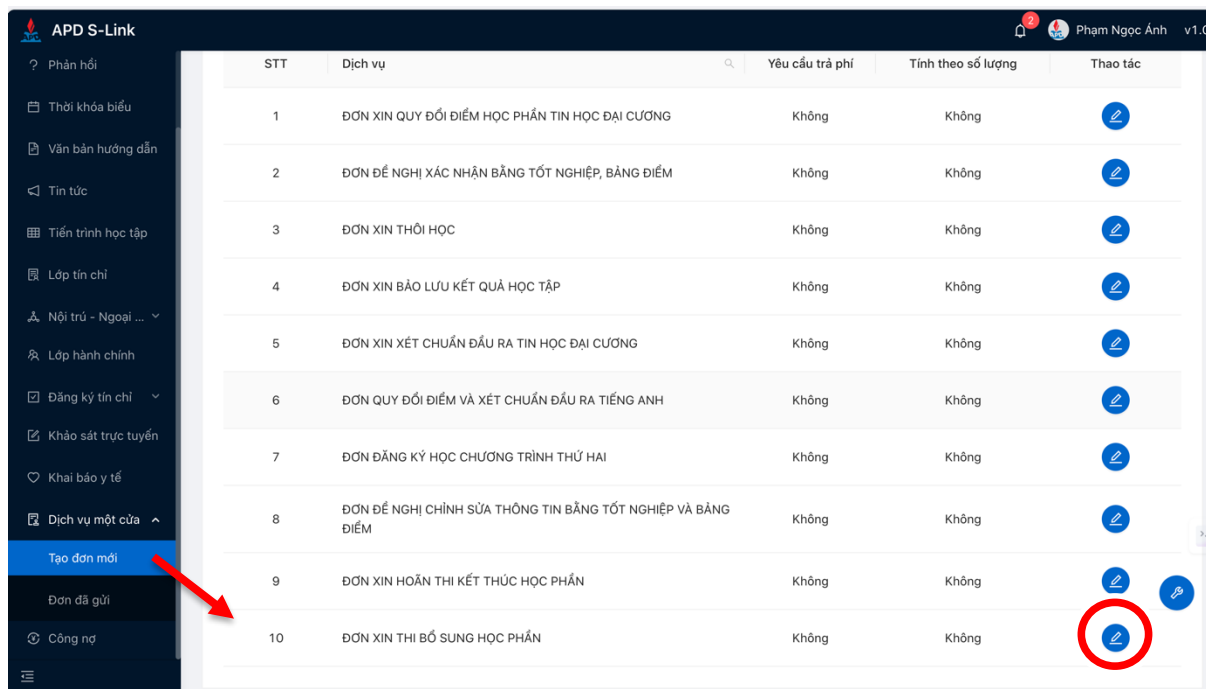 APD S-Link
2
Phạm Ngọc Ánh
v1.0
APD
Phản hồi
Thời khóa biểu
Văn bản hướng dẫn
Tin tức
Tiến trình học tập
Lớp tín chỉ
Nội trú - Ngoại ...
Lớp hành chính
Đăng ký tín chỉ
Khảo sát trực tuyến
Khai báo y tế
Dịch vụ một cửa
Tạo đơn mới
Đơn đã gửi
Công nợ
STT Dịch vụ Yêu cầu trả phí Tính theo số lượng Thao tác
1 ĐƠN XIN QUY ĐỔI ĐIỂM HỌC PHẦN TIN HỌC ĐẠI CƯƠNG Không Không
2 ĐƠN ĐỀ NGHỊ XÁC NHẬN BẰNG TỐT NGHIỆP, BẢNG ĐIỂM Không Không
3 ĐƠN XIN THÔI HỌC Không Không
4 ĐƠN XIN BẢO LƯU KẾT QUẢ HỌC TẬP Không Không
5 ĐƠN XIN XÉT CHUẨN ĐẦU RA TIN HỌC ĐẠI CƯƠNG Không Không
6 ĐƠN QUY ĐỔI ĐIỂM VÀ XÉT CHUẨN ĐẦU RA TIẾNG ANH Không Không
7 ĐƠN ĐĂNG KÝ HỌC CHƯƠNG TRÌNH THỨ HAI Không Không
8 ĐƠN ĐỀ NGHỊ CHỈNH SỬA THÔNG TIN BẰNG TỐT NGHIỆP VÀ BẢNG
ĐIỂM Không Không
9 ĐƠN XIN HOÃN THI KẾT THÚC HỌC PHẦN Không Không
10 ĐƠN XIN THI BỔ SUNG HỌC PHẦN Không Không